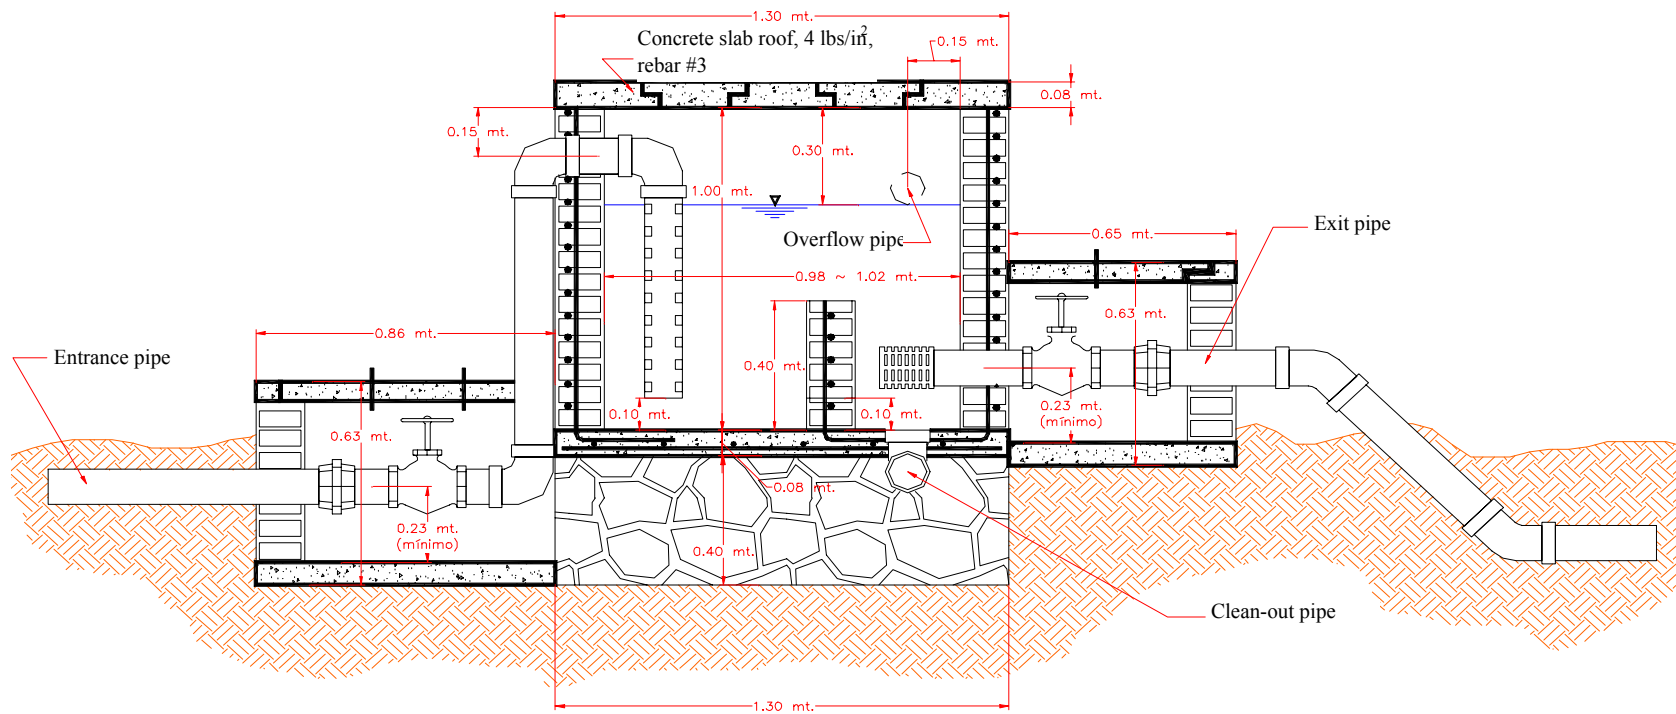 1.30 mt.
Concrete slab roof, 4 lbs/in²,
rebar #3
0.15 mt.
0.08 mt.
0.15 mt.
0.30 mt.
1.00 mt.
Overflow pipe
0.65 mt.
Exit pipe
0.98 ~ 1.02 mt.
0.63 mt.
0.86 mt.
Entrance pipe
0.40 mt.
0.10 mt.
0.10 mt.
0.23 mt.
(mínimo)
0.63 mt.
0.08 mt.
0.23 mt.
(mínimo)
0.40 mt.
Clean-out pipe
1.30 mt.